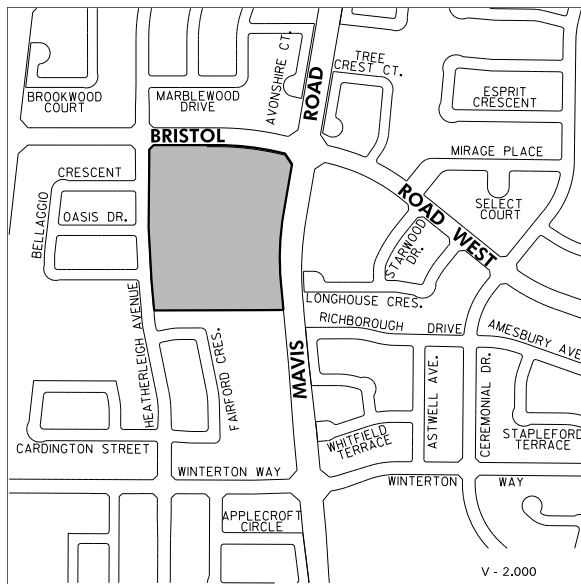 TREE
CREST CT.
AVONSHIRE CT.
ROAD
BROOKWOOD
COURT
MARBLEWOOD
DRIVE
ESPRIT
CRESCENT
BRISTOL
MIRAGE PLACE
CRESCENT
BELLAGGIO
OASIS DR.
ROAD WEST
SELECT
COURT
STARWOOD
DR.
LONGHOUSE CRES.
RICHBOROUGH DRIVE
AMESBURY AVE
HEATHERLEIGH AVENUE
FAIRFORD CRES.
MAVIS
ASTWELL AVE.
CEREMONIAL DR.
STAPLEFORD
TERRACE
WHITFIELD
TERRACE
CARDINGTON STREET
WINTERTON WAY
WINTERTON WAY
APPLECROFT
CIRCLE
V - 2.000